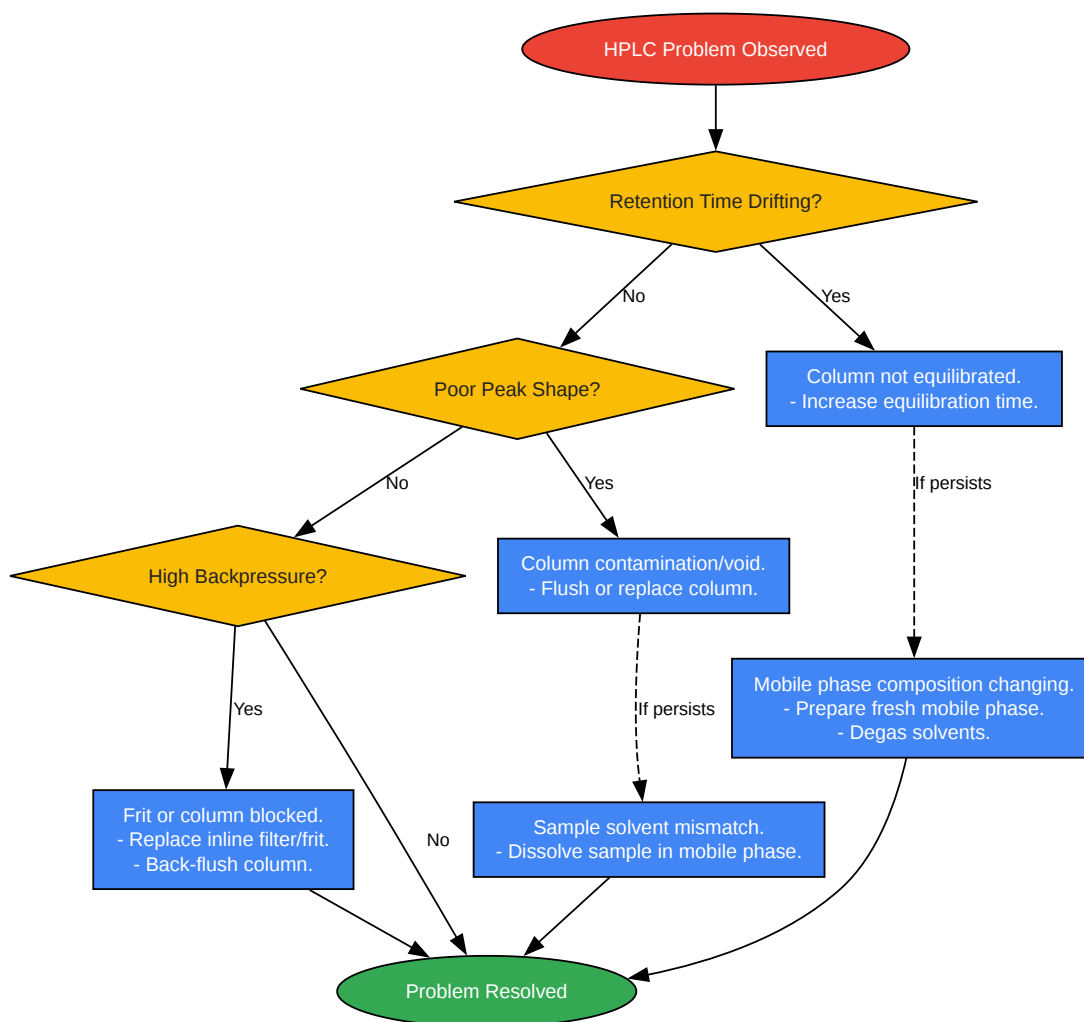 HPLC Problem Observed
Retention Time Drifting?
No
Yes
Poor Peak Shape?
Column not equilibrated.
- Increase equilibration time.
No
Yes
If persists
High Backpressure?
Column contamination/void.
- Flush or replace column.
Mobile phase composition changing.
- Prepare fresh mobile phase.
- Degas solvents.
Yes
If persists
Frit or column blocked.
- Replace inline filter/frit.
- Back-flush column.
No
Sample solvent mismatch.
- Dissolve sample in mobile phase.
Problem Resolved